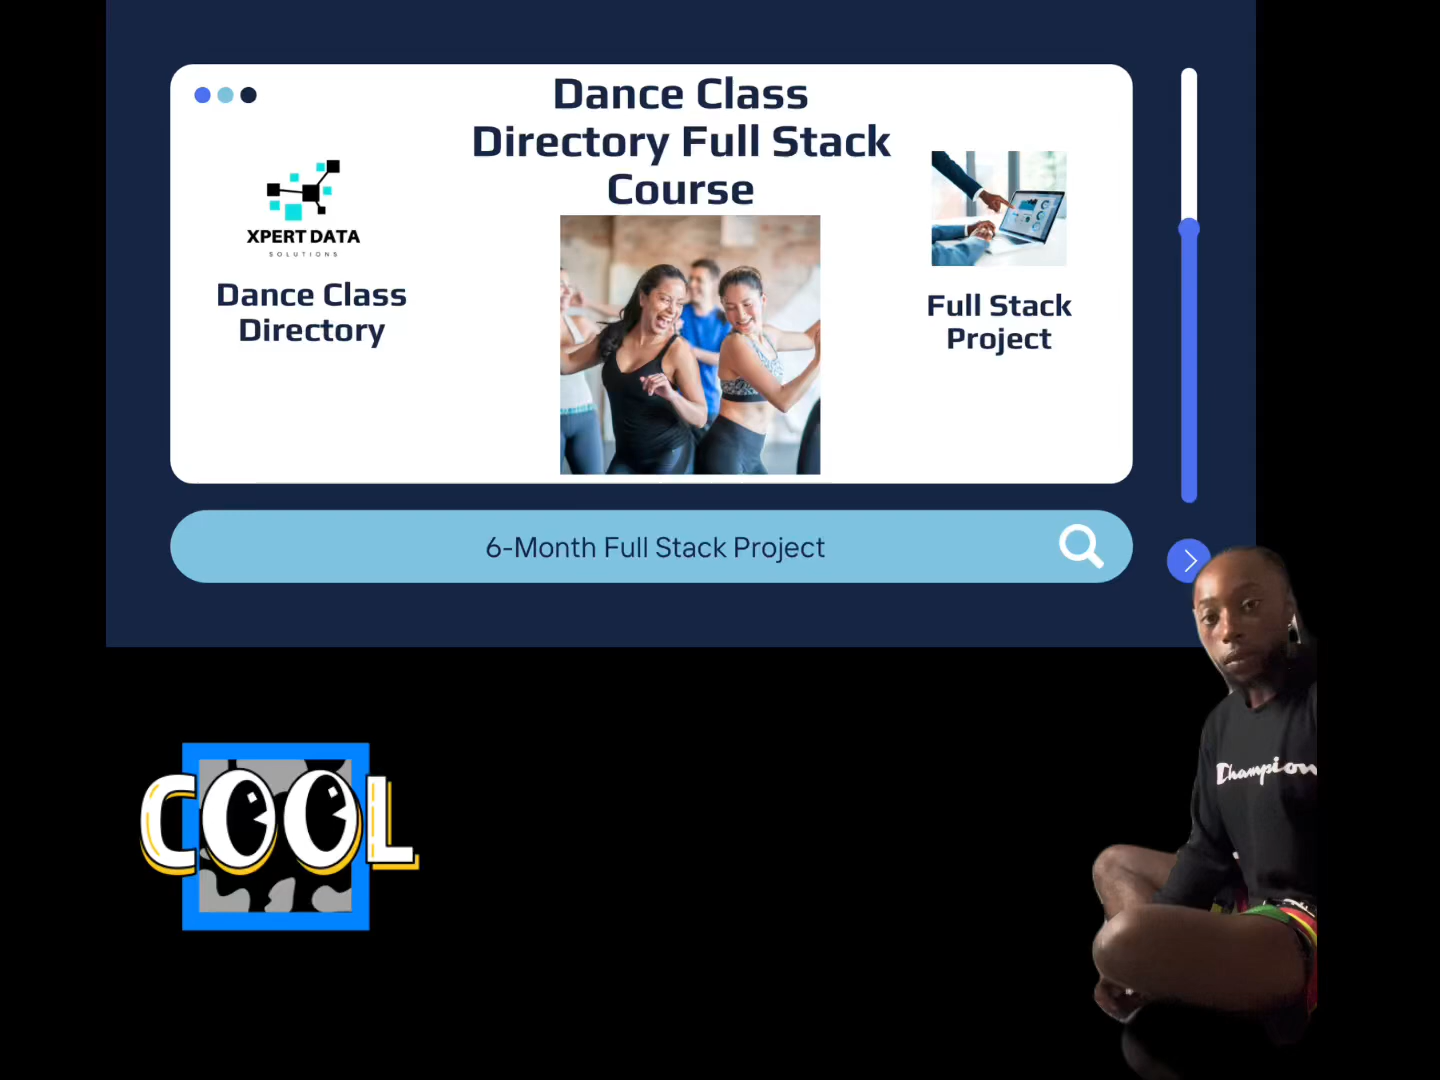 Dance Class
Directory Full Stack
Course
XPERT DATA
SOLUTIONS
Dance Class
Directory
Full Stack
Project
6-Month Full Stack Project
COOL
Champion